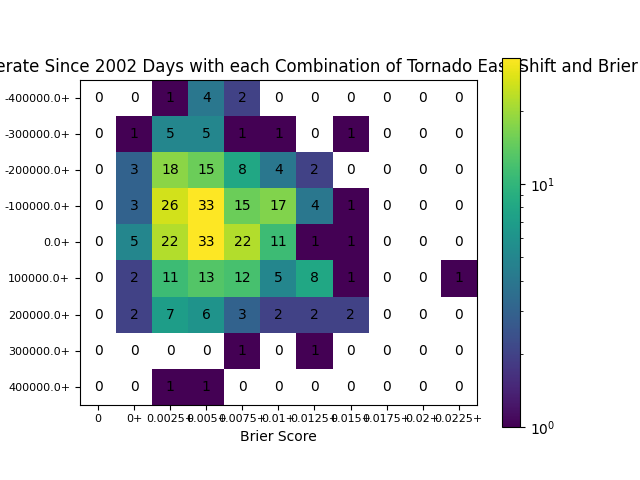 erate Since 2002 Days with each Combination of Tornado East Shift and Brier
-400000.0+ 0 0 1 4 2 0 0 0 0 0 0
-300000.0+ 0 1 5 5 1 1 0 1 0 0 0
-200000.0+ 0 3 18 15 8 4 2 0 0 0 0
-100000.0+ 0 3 26 33 15 17 4 1 0 0 0
0.0+ 0 5 22 33 22 11 1 1 0 0 0
100000.0+ 0 2 11 13 12 5 8 1 0 0 1
200000.0+ 0 2 7 6 3 2 2 2 0 0 0
300000.0+ 0 0 0 0 1 0 1 0 0 0 0
400000.0+ 0 0 1 1 0 0 0 0 0 0 0
0 0+ 0.0025+ 0.005+ 0.0075+ 0.01+ 0.0125+ 0.015+ 0.0175+ 0.02+ 0.0225+
Brier Score
10¹
10⁰